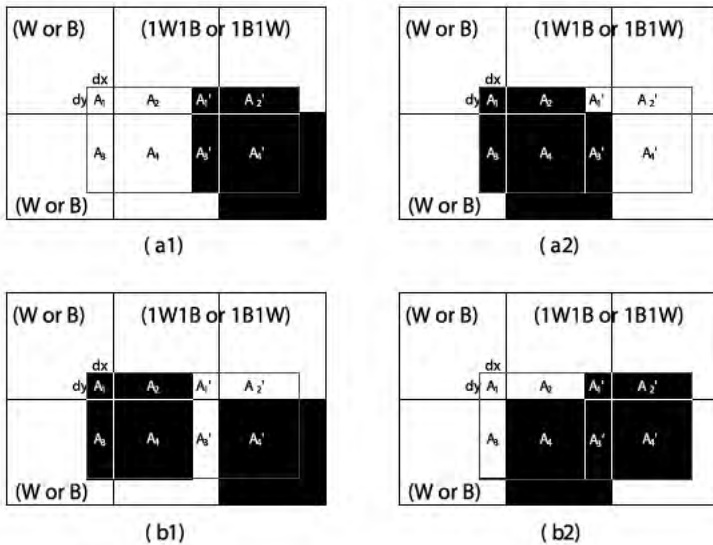 (W or B) (1W1B or 1B1W) (W or B) (1W1B or 1B1W)
dx dx
dy A₁ A₂ A₁' A₂' dy A₁ A₂ A₁' A₂'
A₃ A₄ A₃' A₄' A₃ A₄ A₃' A₄'
(W or B) (W or B)
( a1) ( a2)
(W or B) (1W1B or 1B1W) (W or B) (1W1B or 1B1W)
dx dx
dy A₁ A₂ A₁' A₂' dy A₁ A₂ A₁' A₂'
A₃ A₄ A₃' A₄' A₃ A₄ A₃' A₄'
(W or B) (W or B)
( b1) ( b2)